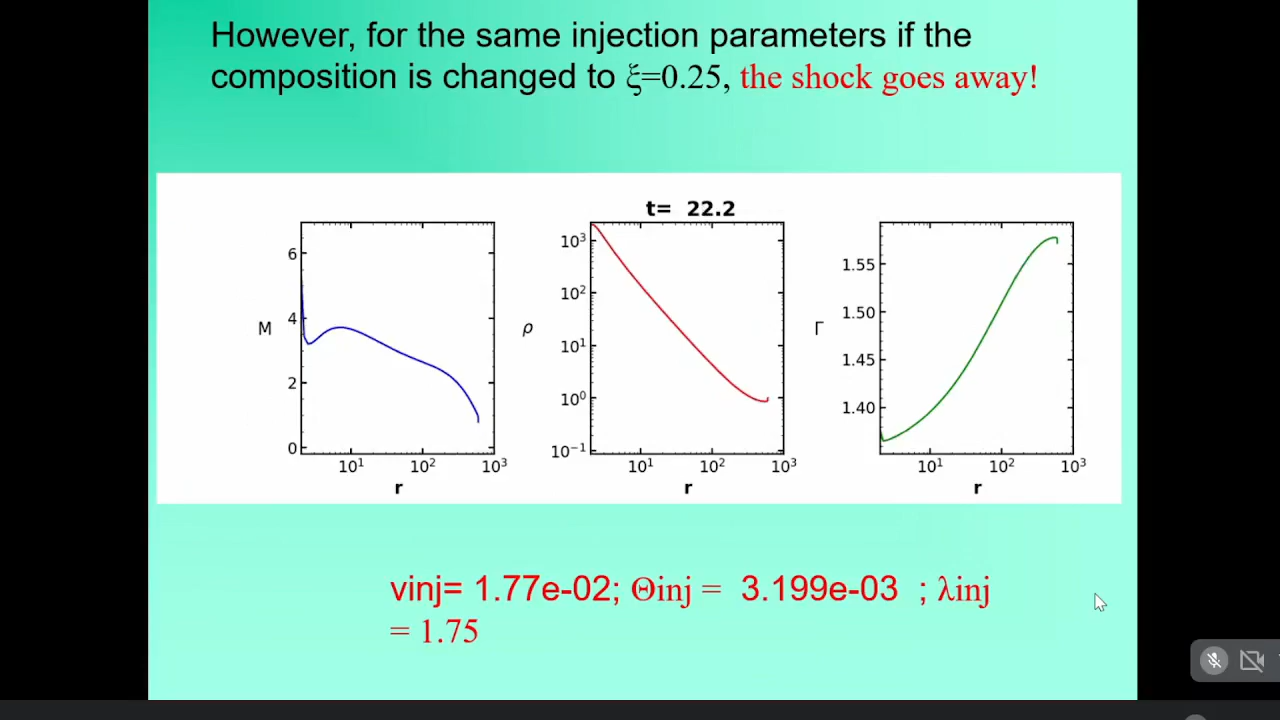 However, for the same injection parameters if the
composition is changed to ξ=0.25, the shock goes away!
t= 22.2
M
6
4
2
0
10¹ 10² 10³
r
ρ
10³
10²
10¹
10⁰
10⁻¹
10¹ 10² 10³
r
Γ
1.55
1.50
1.45
1.40
10¹ 10² 10³
r
vinj= 1.77e-02; Θinj = 3.199e-03 ; λinj
= 1.75